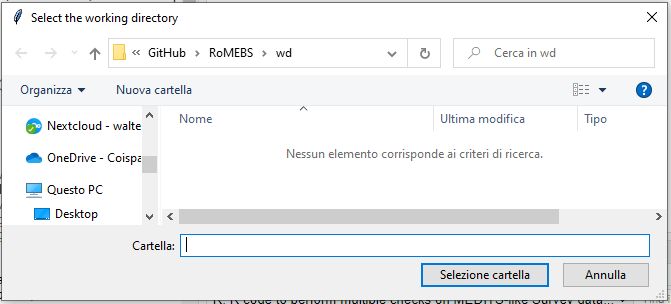 Select the working directory
« GitHub > RoMEBS > wd
Cerca in wd
Organizza
Nuova cartella
Nome
Ultima modifica
Tipo
Nextcloud - walte
OneDrive - Coispa
Questo PC
Desktop
Nessun elemento corrisponde ai criteri di ricerca.
Cartella:
Selezione cartella
Annulla
R: R code to perform multiple checks on MEDITS-like Survey data...